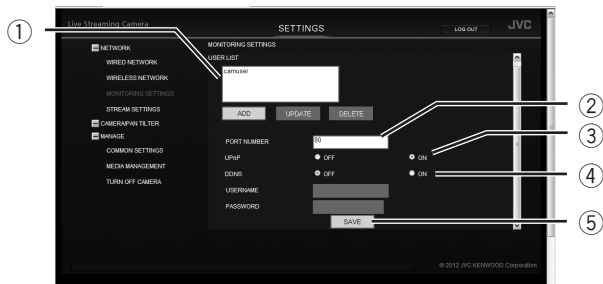 Live Streaming Camera
SETTINGS
LOG OUT
JVC
NETWORK
WIRED NETWORK
WIRELESS NETWORK
MONITORING SETTINGS
STREAM SETTINGS
CAMERA/PAN TILTER
MANAGE
COMMON SETTINGS
MEDIA MANAGEMENT
TURN OFF CAMERA
MONITORING SETTINGS
USER LIST
camuser
ADD UPDATE DELETE
PORT NUMBER 80
UPnP OFF ON
DDNS OFF ON
USERNAME
PASSWORD
SAVE
© 2012 JVC KENWOOD Corporation
1
2
3
4
5